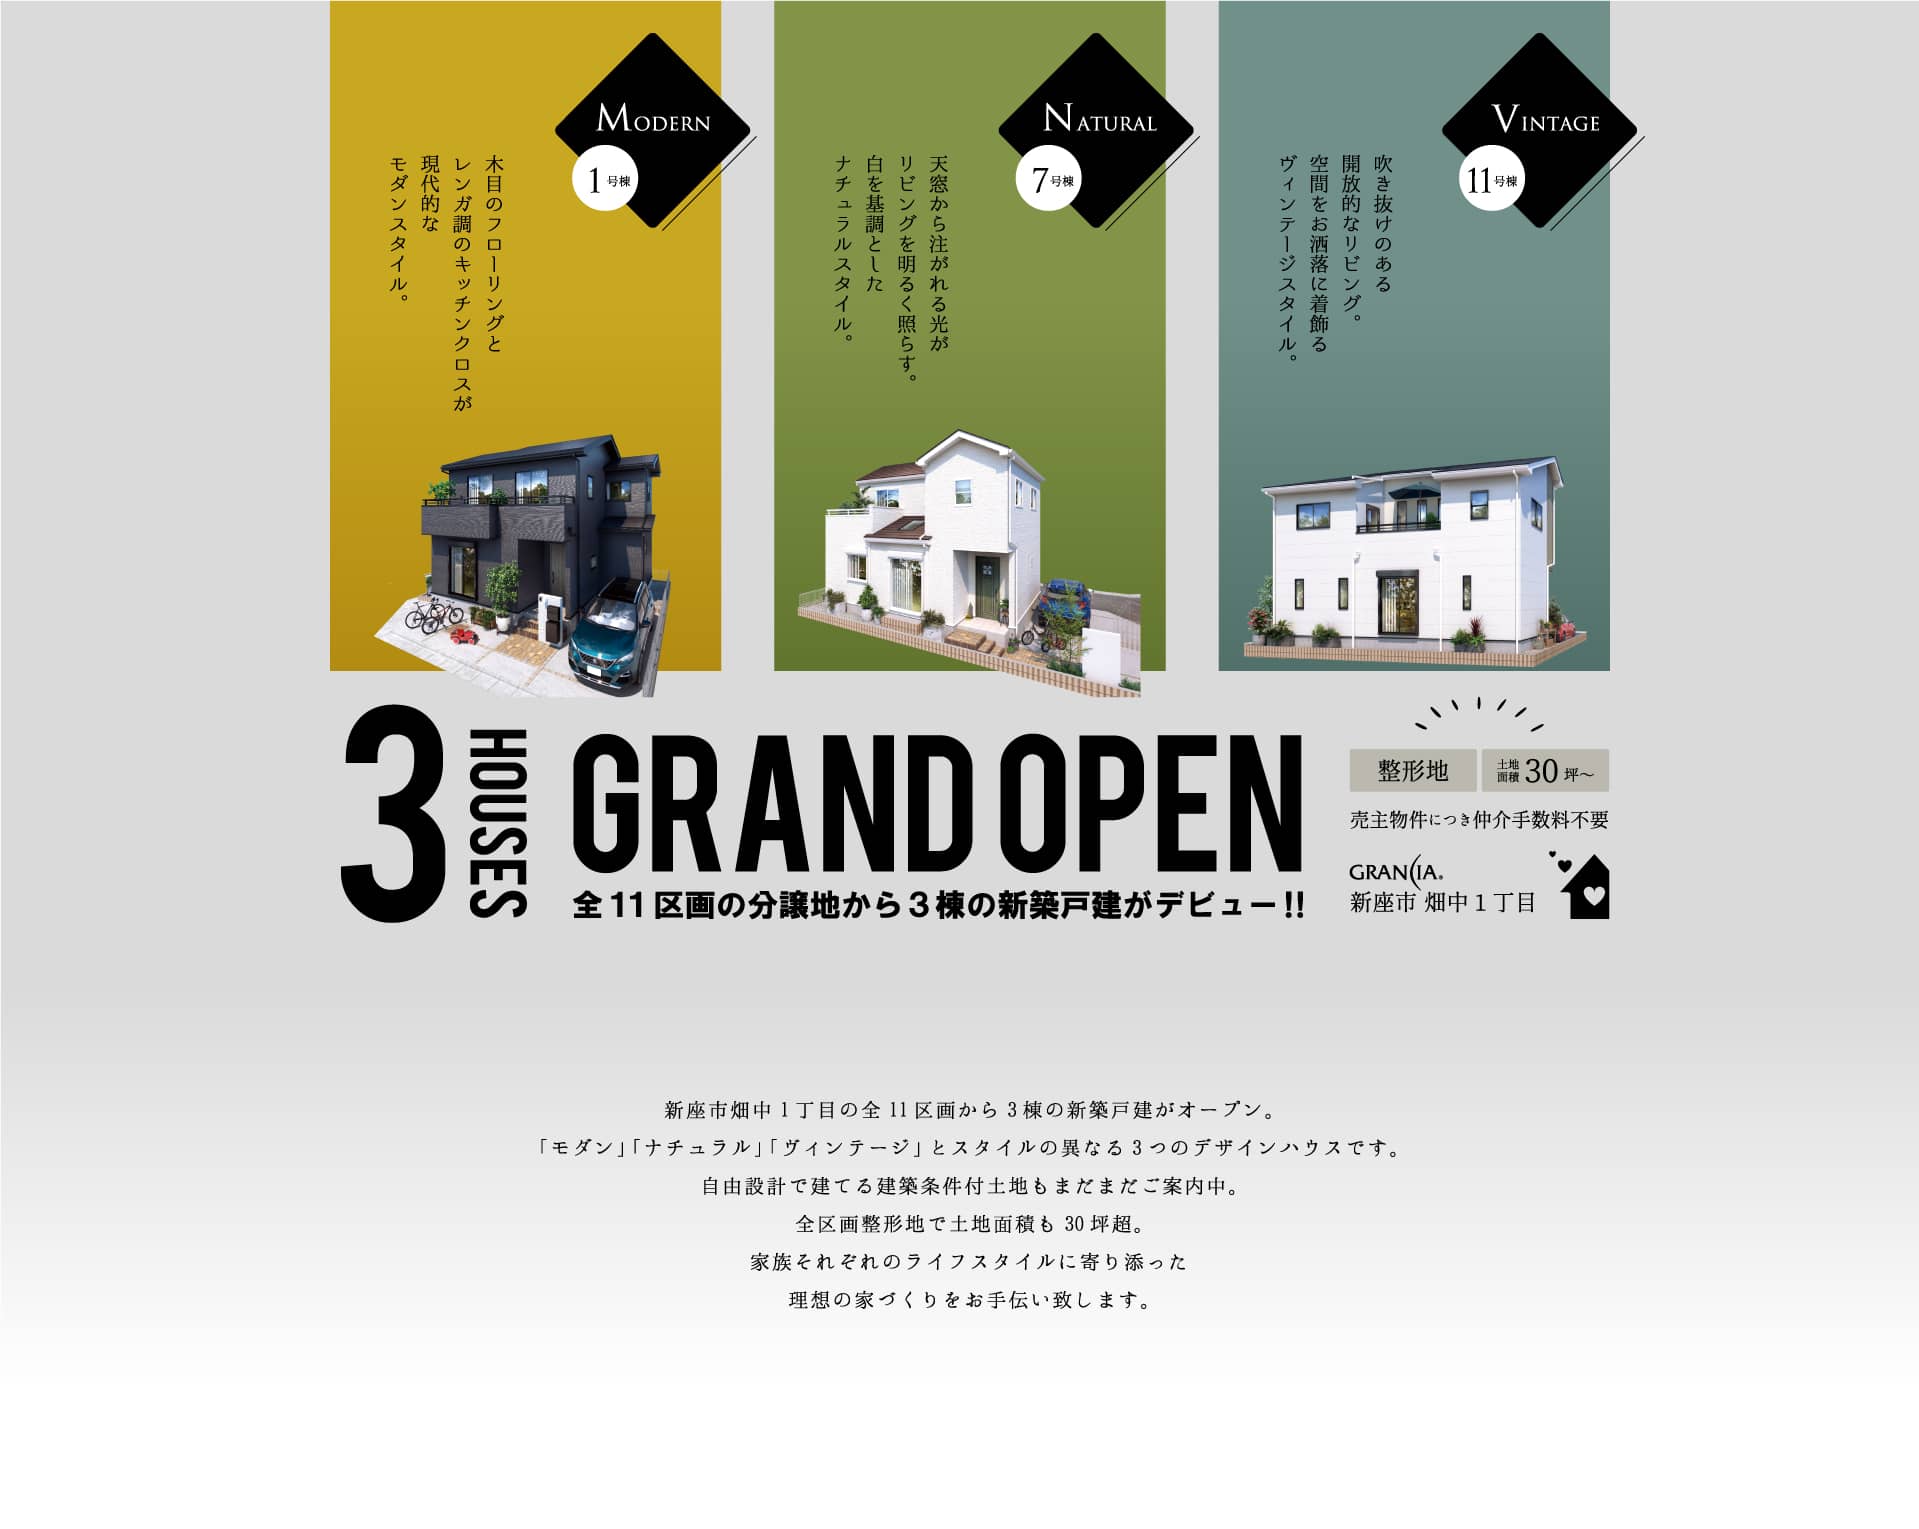 MODERN
1号棟
木目のフローリングと
レンガ調のキッチンクロスが
現代的な
モダンスタイル。
NATURAL
7号棟
天窓から注がれる光が
リビングを明るく照らす。
白を基調とした
ナチュラルスタイル。
VINTAGE
11号棟
吹き抜けのある
開放的なリビング。
空間をお洒落に着飾る
ヴィンテージスタイル。
3 HOUSES
GRAND OPEN
全11区画の分譲地から3棟の新築戸建がデビュー!!
整形地
土地面積 30坪〜
売主物件につき仲介手数料不要
GRANCIA®
新座市 畑中1丁目
新座市畑中1丁目の全11区画から3棟の新築戸建がオープン。
「モダン」「ナチュラル」「ヴィンテージ」とスタイルの異なる3つのデザインハウスです。
自由設計で建てる建築条件付土地もまだまだご案内中。
全区画整形地で土地面積も30坪超。
家族それぞれのライフスタイルに寄り添った
理想の家づくりをお手伝い致します。